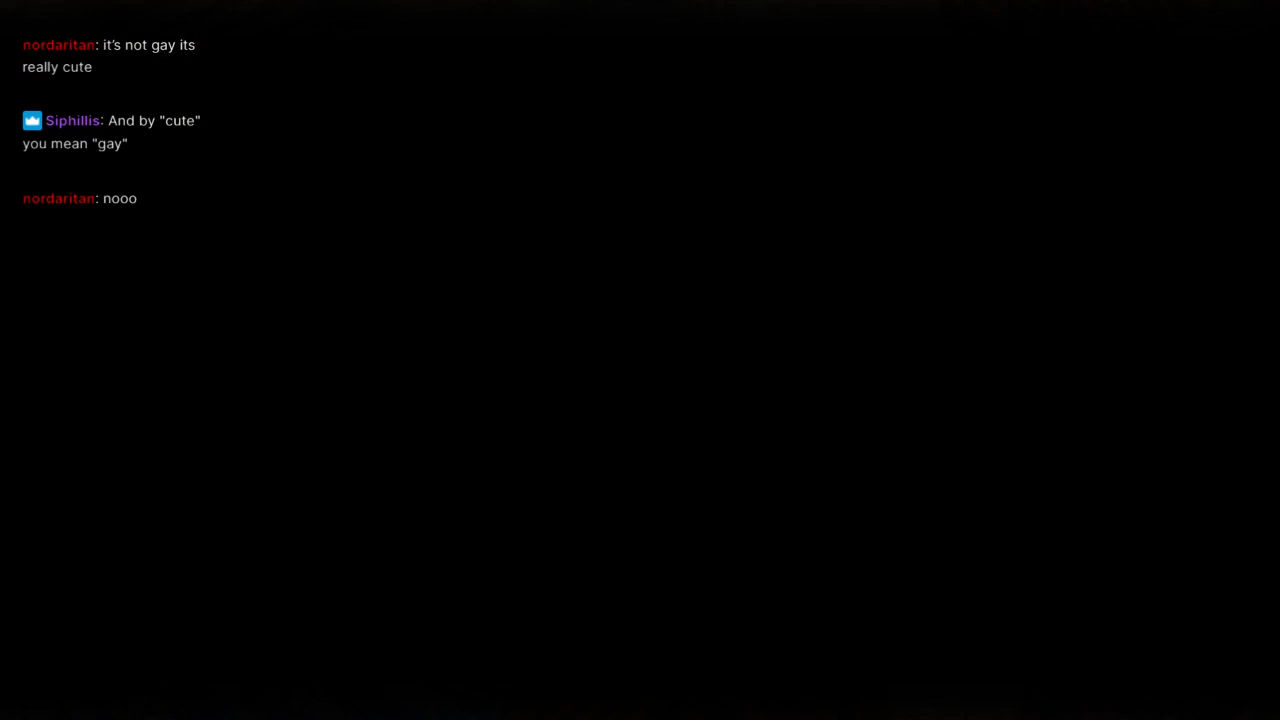 nordaritan: it's not gay its
really cute
Siphillis: And by "cute"
you mean "gay"
nordaritan: nooo